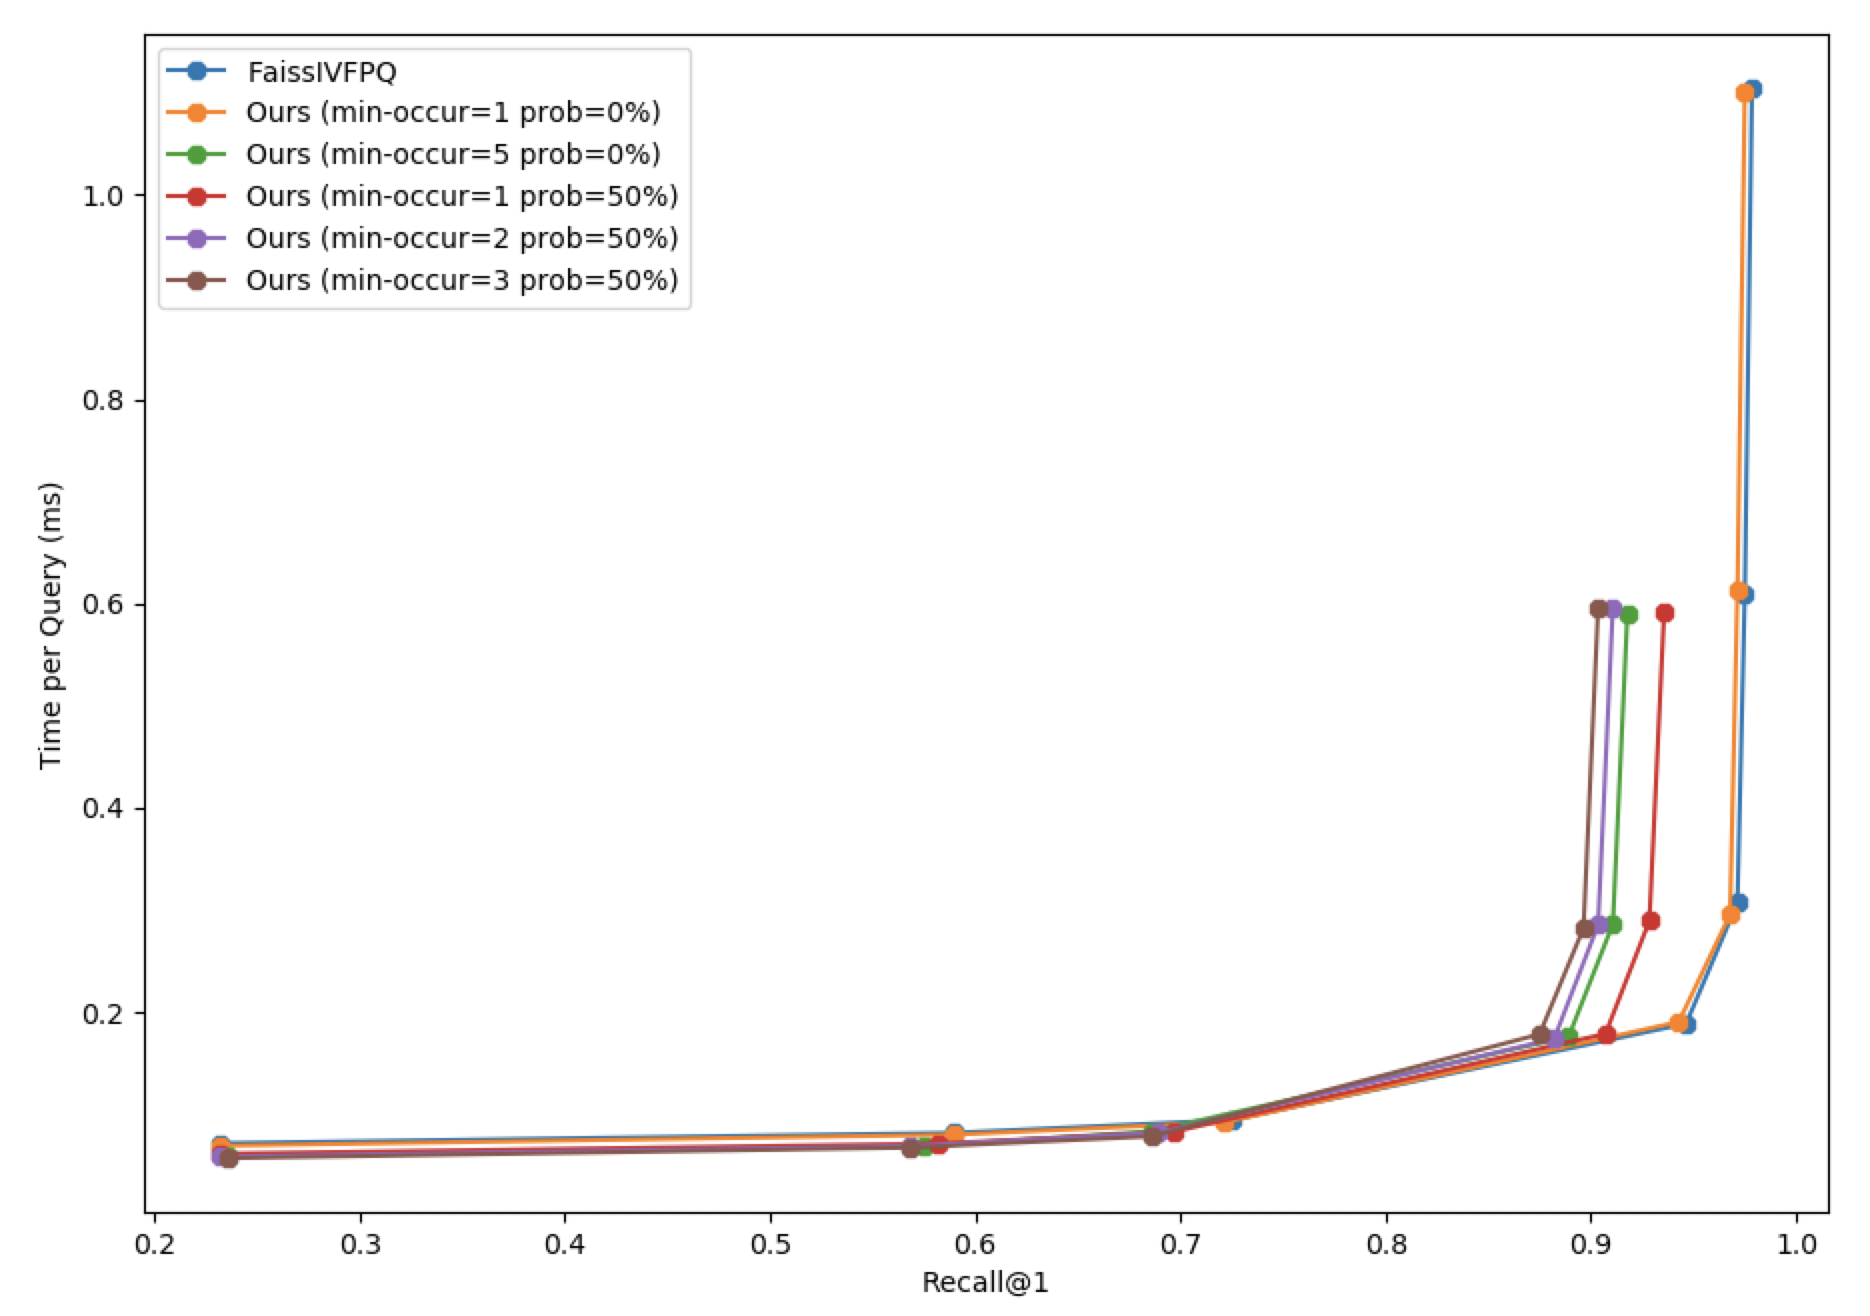 FaissIVFPQ
Ours (min-occur=1 prob=0%)
Ours (min-occur=5 prob=0%)
Ours (min-occur=1 prob=50%)
Ours (min-occur=2 prob=50%)
Ours (min-occur=3 prob=50%)
1.0
0.8
0.6
0.4
0.2
Time per Query (ms)
0.2 0.3 0.4 0.5 0.6 0.7 0.8 0.9 1.0
Recall@1